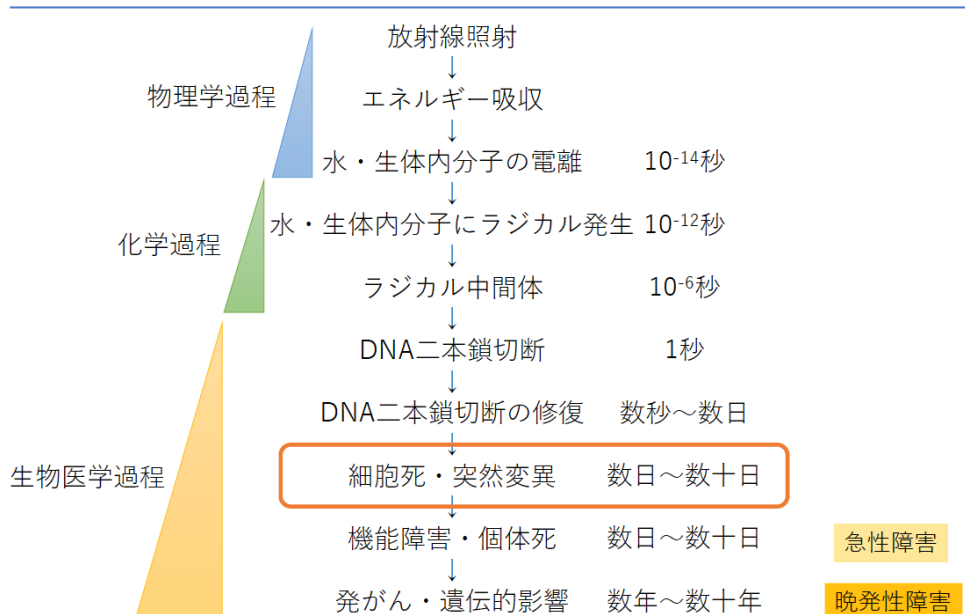 放射線照射
↓
物理学過程
エネルギー吸収
↓
水・生体内分子の電離 10-14秒
↓
水・生体内分子にラジカル発生 10-12秒
化学過程
↓
ラジカル中間体 10-6秒
↓
DNA二本鎖切断 1秒
↓
DNA二本鎖切断の修復 数秒～数日
↓
生物医学過程
細胞死・突然変異 数日～数十日
↓
機能障害・個体死 数日～数十日 急性障害
↓
発がん・遺伝的影響 数年～数十年 晩発性障害